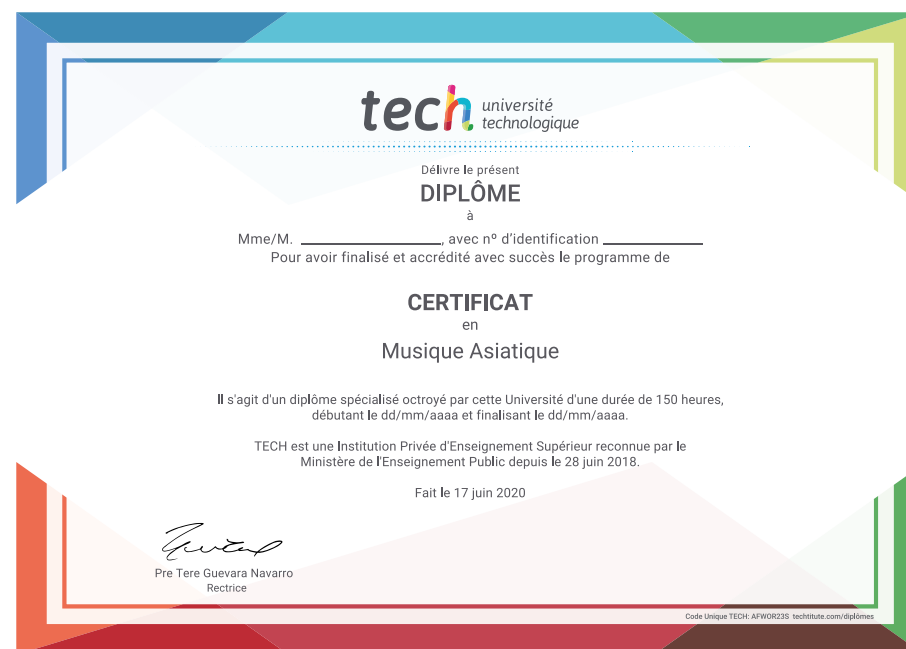 tech université
technologique
Délivre le présent
DIPLÔME
à
Mme/M. ____________________, avec nº d'identification ______________
Pour avoir finalisé et accrédité avec succès le programme de
CERTIFICAT
en
Musique Asiatique
Il s'agit d'un diplôme spécialisé octroyé par cette Université d'une durée de 150 heures,
débutant le dd/mm/aaaa et finalisant le dd/mm/aaaa.
TECH est une Institution Privée d'Enseignement Supérieur reconnue par le
Ministère de l'Enseignement Public depuis le 28 juin 2018.
Fait le 17 juin 2020
Pre Tere Guevara Navarro
Rectrice
Code Unique TECH: AFWOR23S techtitute.com/diplômes